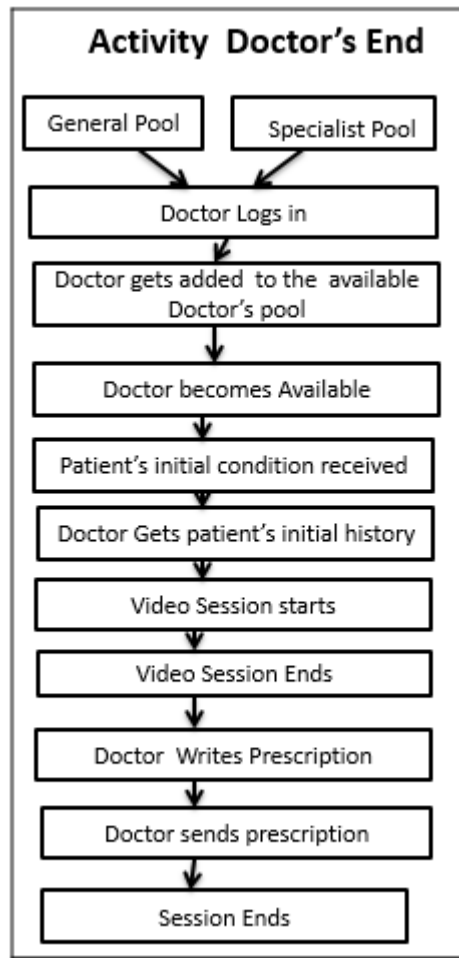 Activity Doctor's End
General Pool
Specialist Pool
Doctor Logs in
Doctor gets added to the available
Doctor's pool
Doctor becomes Available
Patient's initial condition received
Doctor Gets patient's initial history
Video Session starts
Video Session Ends
Doctor Writes Prescription
Doctor sends prescription
Session Ends